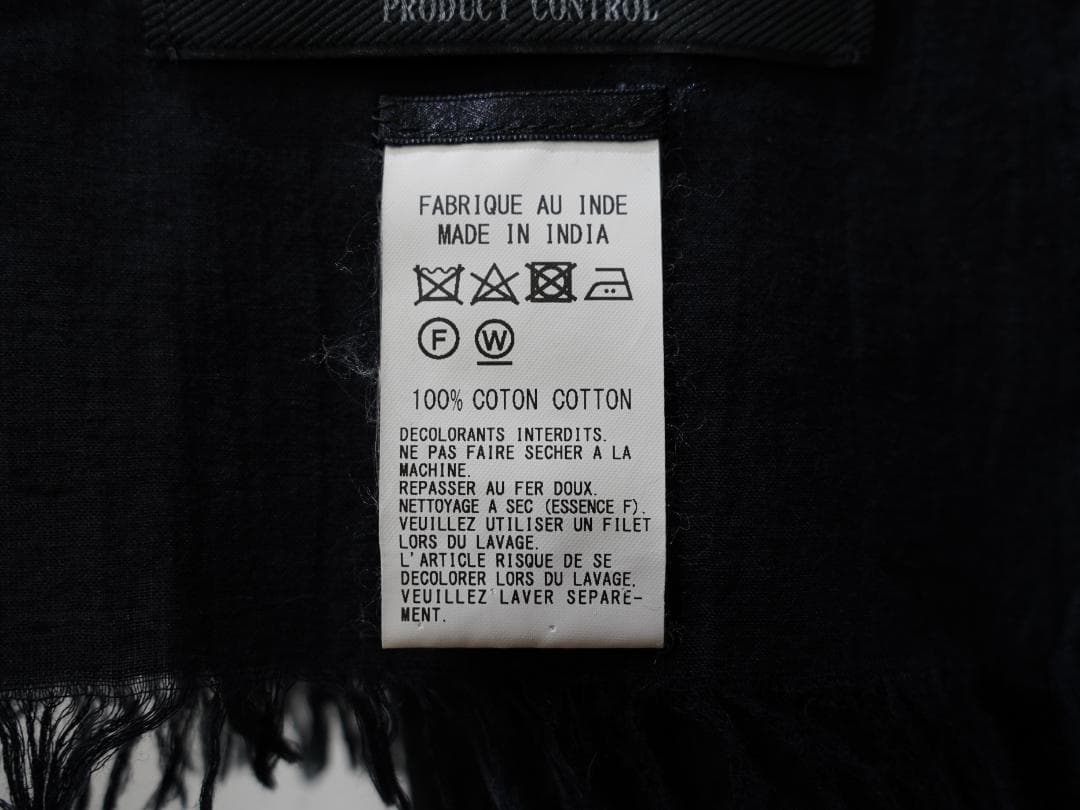 PRODUCT CONTROL
FABRIQUE AU INDE
MADE IN INDIA
F W
100% COTON COTTON
DECOLORANTS INTERDITS.
NE PAS FAIRE SECHER A LA
MACHINE.
REPASSER AU FER DOUX.
NETTOYAGE A SEC (ESSENCE F).
VEUILLEZ UTILISER UN FILET
LORS DU LAVAGE.
L'ARTICLE RISQUE DE SE
DECOLORER LORS DU LAVAGE.
VEUILLEZ LAVER SEPARE-
MENT.